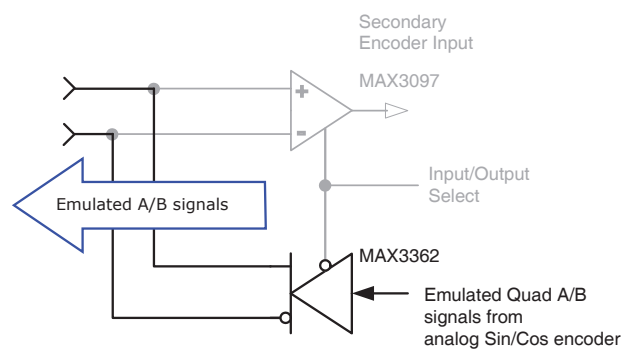 Secondary
Encoder Input
MAX3097
+
-
Input/Output
Select
Emulated A/B signals
MAX3362
Emulated Quad A/B
signals from
analog Sin/Cos encoder